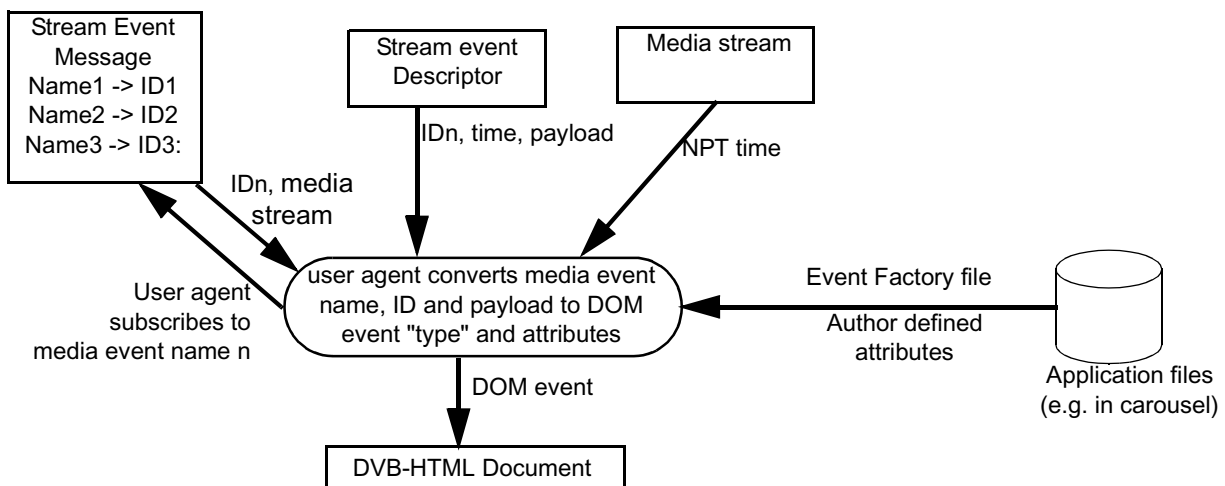 Stream Event
Message
Name1 -> ID1
Name2 -> ID2
Name3 -> ID3:
Stream event
Descriptor
Media stream
IDn, time, payload
NPT time
IDn, media
stream
User agent
subscribes to
media event name n
user agent converts media event
name, ID and payload to DOM
event "type" and attributes
Event Factory file
Author defined
attributes
Application files
(e.g. in carousel)
DOM event
DVB-HTML Document